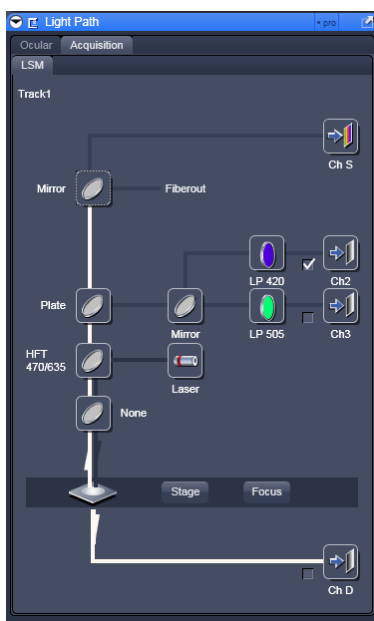 Light Path
• pro
Ocular
Acquisition
LSM
Track1
Ch S
Mirror
Fiberout
LP 420
Ch2
Plate
Mirror
LP 505
Ch3
HFT
470/635
Laser
None
Stage
Focus
Ch D